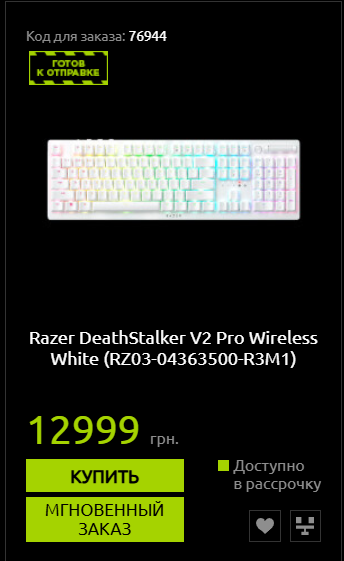 Код для заказа: 76944
ГОТОВ
К ОТПРАВКЕ
Razer DeathStalker V2 Pro Wireless
White (RZ03-04363500-R3M1)
12999 грн.
КУПИТЬ
Доступно
в рассрочку
МГНОВЕННЫЙ
ЗАКАЗ